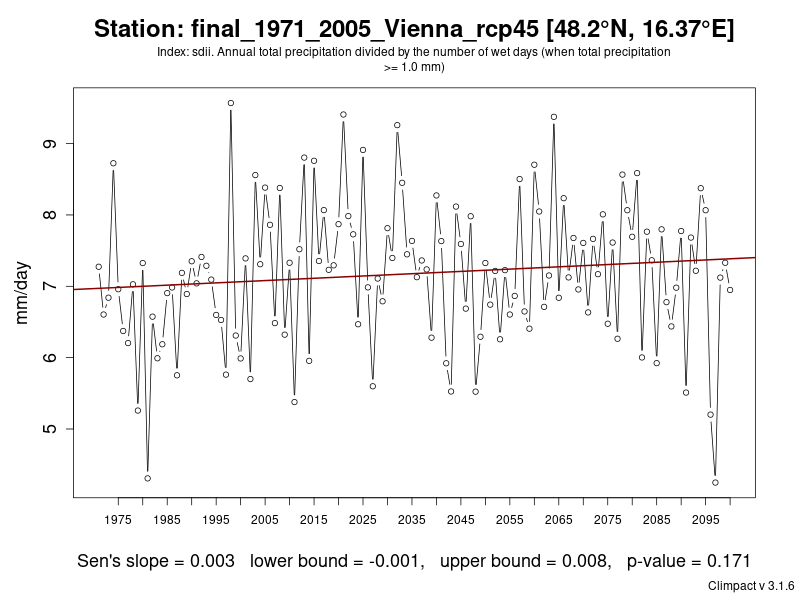 Station: final_1971_2005_Vienna_rcp45 [48.2°N, 16.37°E]
Index: sdii. Annual total precipitation divided by the number of wet days (when total precipitation
>= 1.0 mm)
9
8
7
6
5
mm/day
1975 1985 1995 2005 2015 2025 2035 2045 2055 2065 2075 2085 2095
Sen's slope = 0.003 lower bound = -0.001, upper bound = 0.008, p-value = 0.171
Climpact v 3.1.6